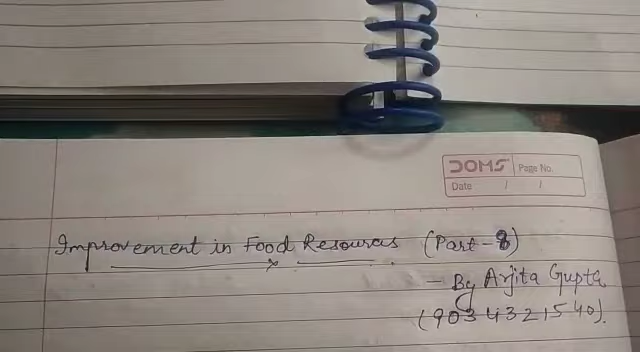 DOMS Page No.
Date / /
Improvement in Food Resources (Part-8)
- By Arjita Gupta
(9034321540).